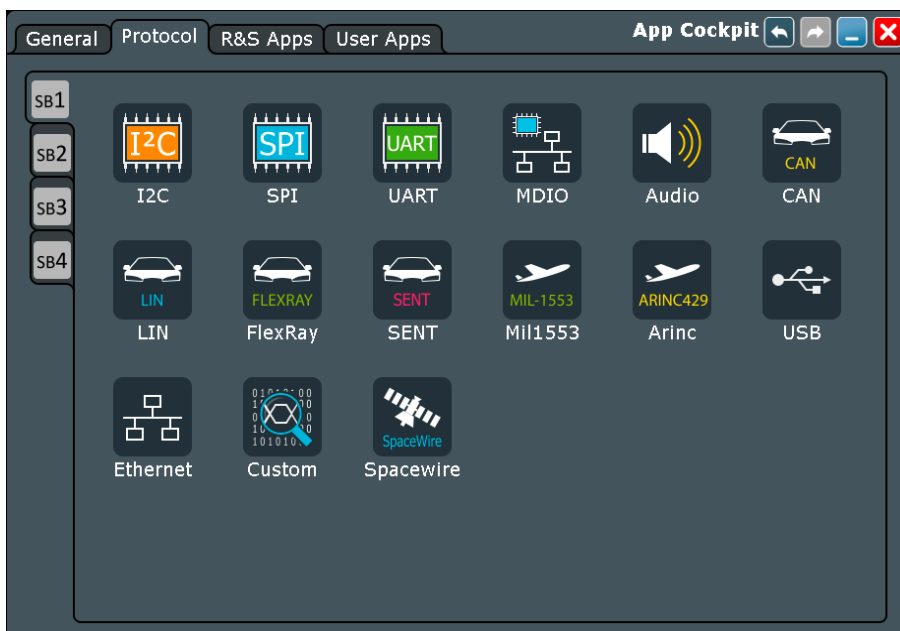 General Protocol R&S Apps User Apps App Cockpit
SB1
SB2
SB3
SB4
I²C SPI UART CAN
I2C SPI UART MDIO Audio CAN
LIN FLEXRAY SENT MIL-1553 ARINC429
LIN FlexRay SENT Mil1553 Arinc USB
SpaceWire
Ethernet Custom Spacewire